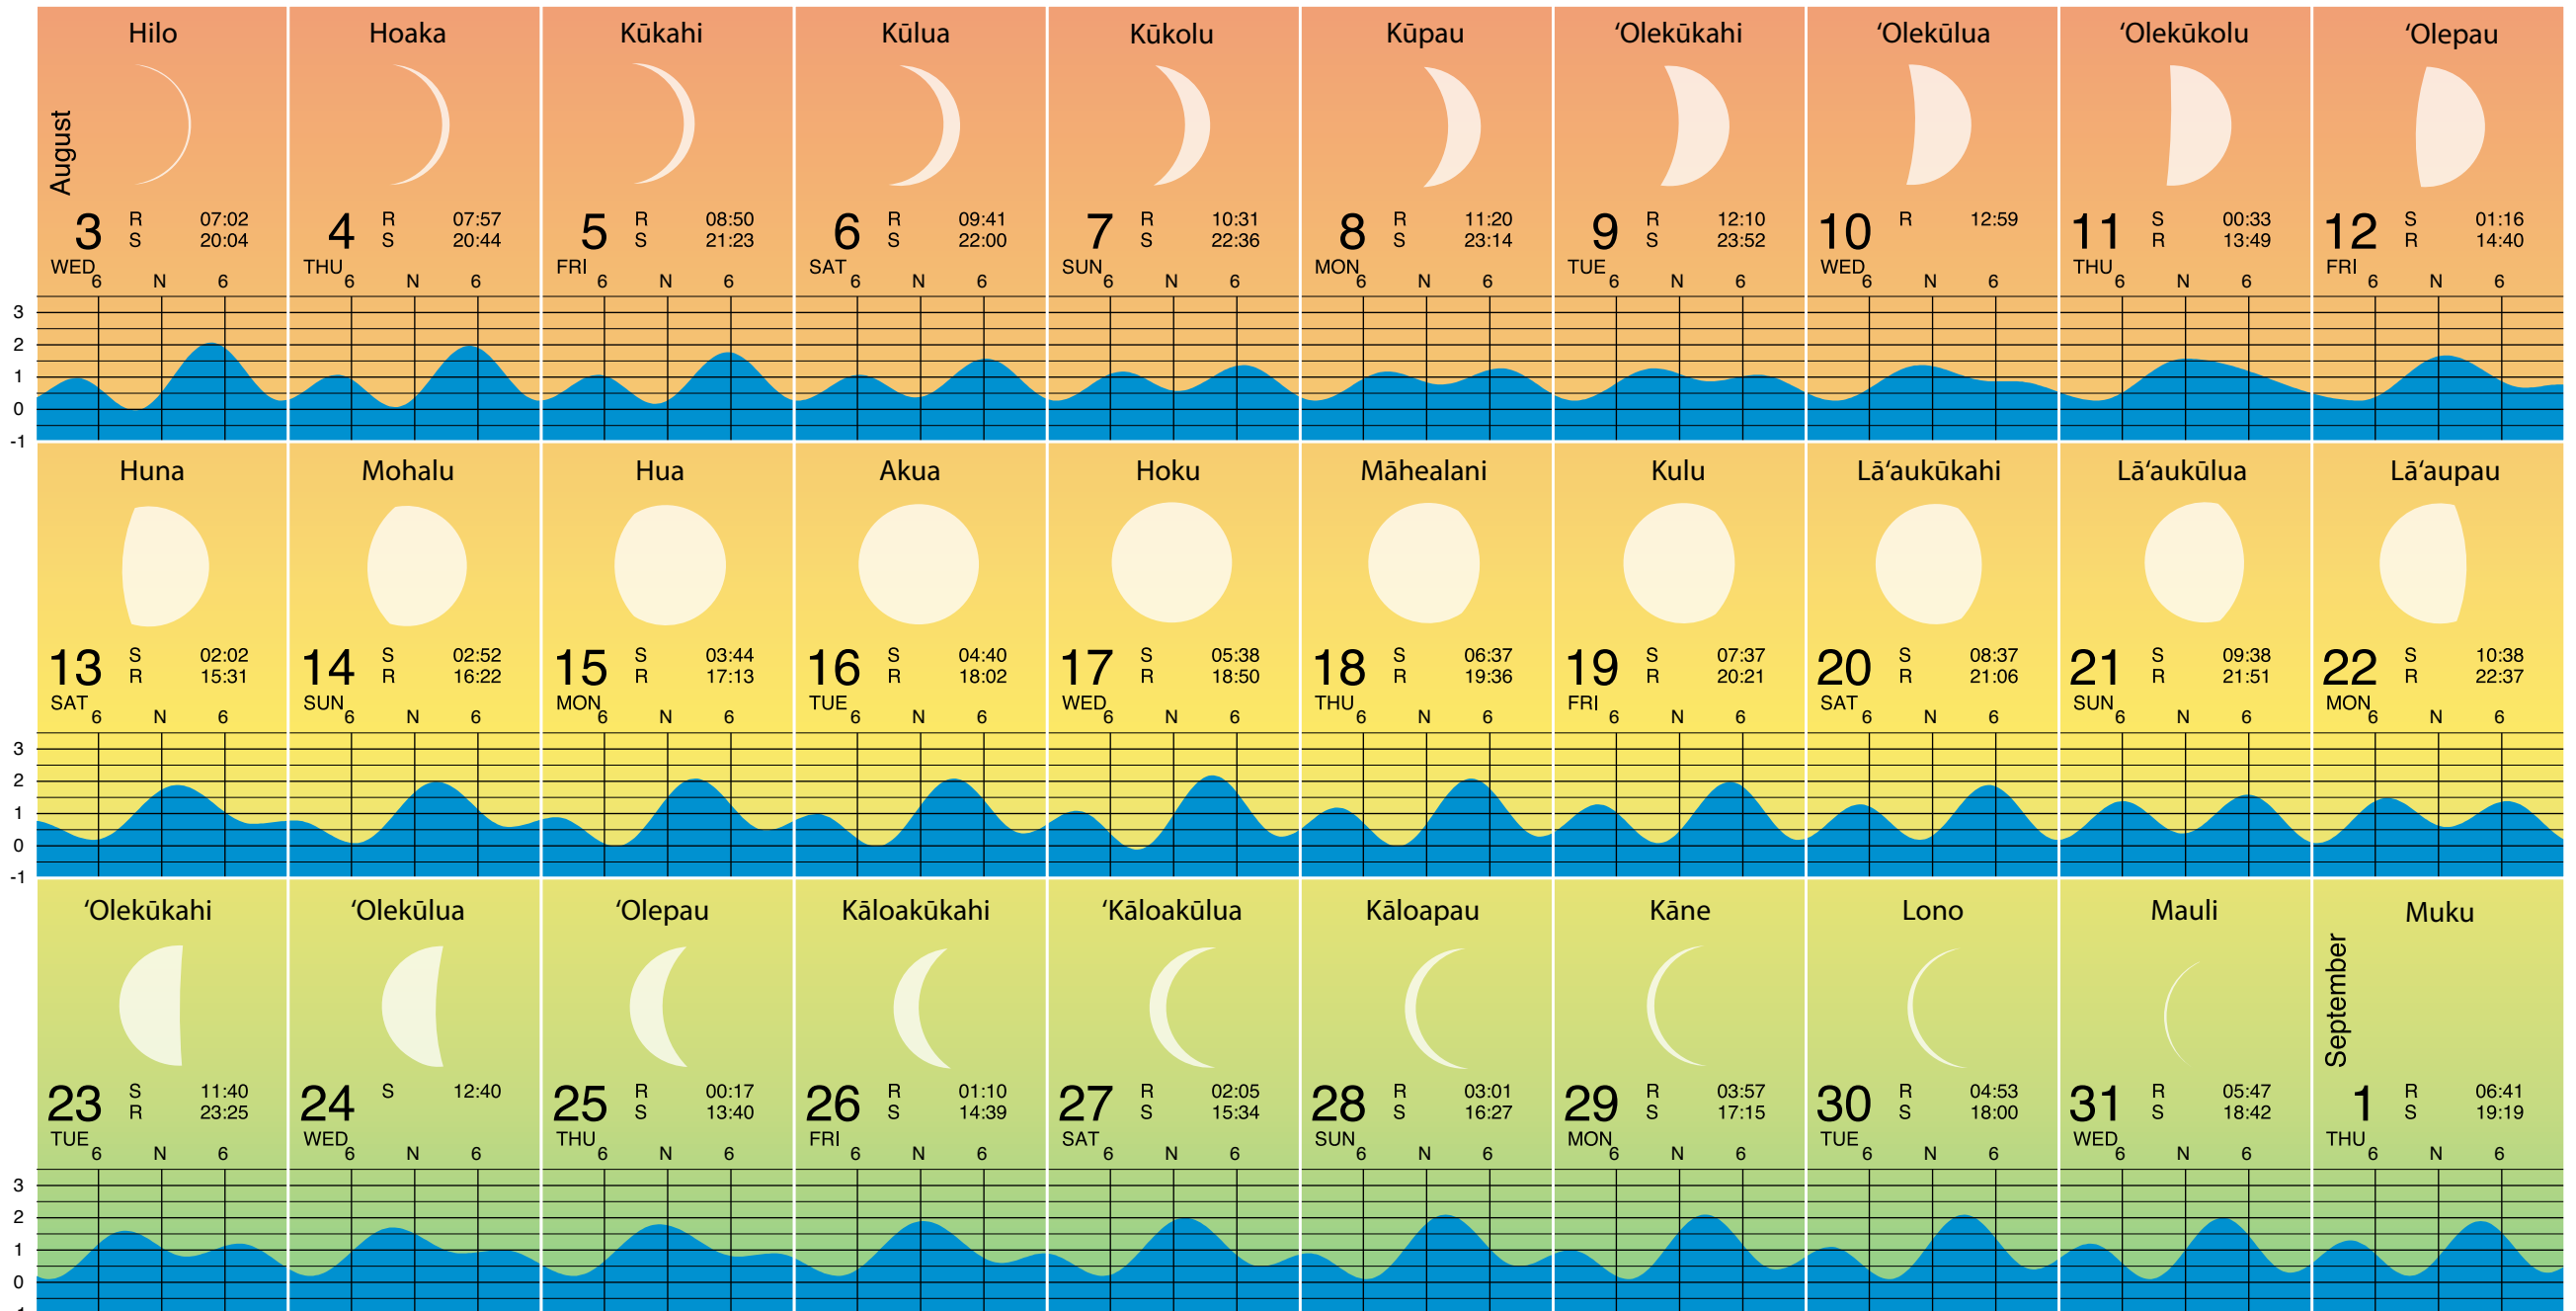 Hilo Hoaka Kūkahi Kūlua Kūkolu Kūpau ʻOlekūkahi ʻOlekūlua ʻOlekūkolu ʻOlepau
August
3 R 07:02 4 R 07:57 5 R 08:50 6 R 09:41 7 R 10:31 8 R 11:20 9 R 12:10 10 R 12:59 11 S 00:33 12 S 01:16
S 20:04 S 20:44 S 21:23 S 22:00 S 22:36 S 23:14 S 23:52 R 13:49 R 14:40
WED THU FRI SAT SUN MON TUE WED THU FRI
6 N 6 6 N 6 6 N 6 6 N 6 6 N 6 6 N 6 6 N 6 6 N 6 6 N 6 6 N 6
3
2
1
0
-1
Huna Mohalu Hua Akua Hoku Māhealani Kulu Lāʻaukūkahi Lāʻaukūlua Lāʻaupau
13 S 02:02 14 S 02:52 15 S 03:44 16 S 04:40 17 S 05:38 18 S 06:37 19 S 07:37 20 S 08:37 21 S 09:38 22 S 10:38
R 15:31 R 16:22 R 17:13 R 18:02 R 18:50 R 19:36 R 20:21 R 21:06 R 21:51 R 22:37
SAT SUN MON TUE WED THU FRI SAT SUN MON
6 N 6 6 N 6 6 N 6 6 N 6 6 N 6 6 N 6 6 N 6 6 N 6 6 N 6 6 N 6
3
2
1
0
-1
ʻOlekūkahi ʻOlekūlua ʻOlepau Kāloakūkahi ʻKāloakūlua Kāloapau Kāne Lono Mauli Muku
September
23 S 11:40 24 S 12:40 25 R 00:17 26 R 01:10 27 R 02:05 28 R 03:01 29 R 03:57 30 R 04:53 31 R 05:47 1 R 06:41
R 23:25 S 13:40 S 14:39 S 15:34 S 16:27 S 17:15 S 18:00 S 18:42 S 19:19
TUE WED THU FRI SAT SUN MON TUE WED THU
6 N 6 6 N 6 6 N 6 6 N 6 6 N 6 6 N 6 6 N 6 6 N 6 6 N 6 6 N 6
3
2
1
0
-1